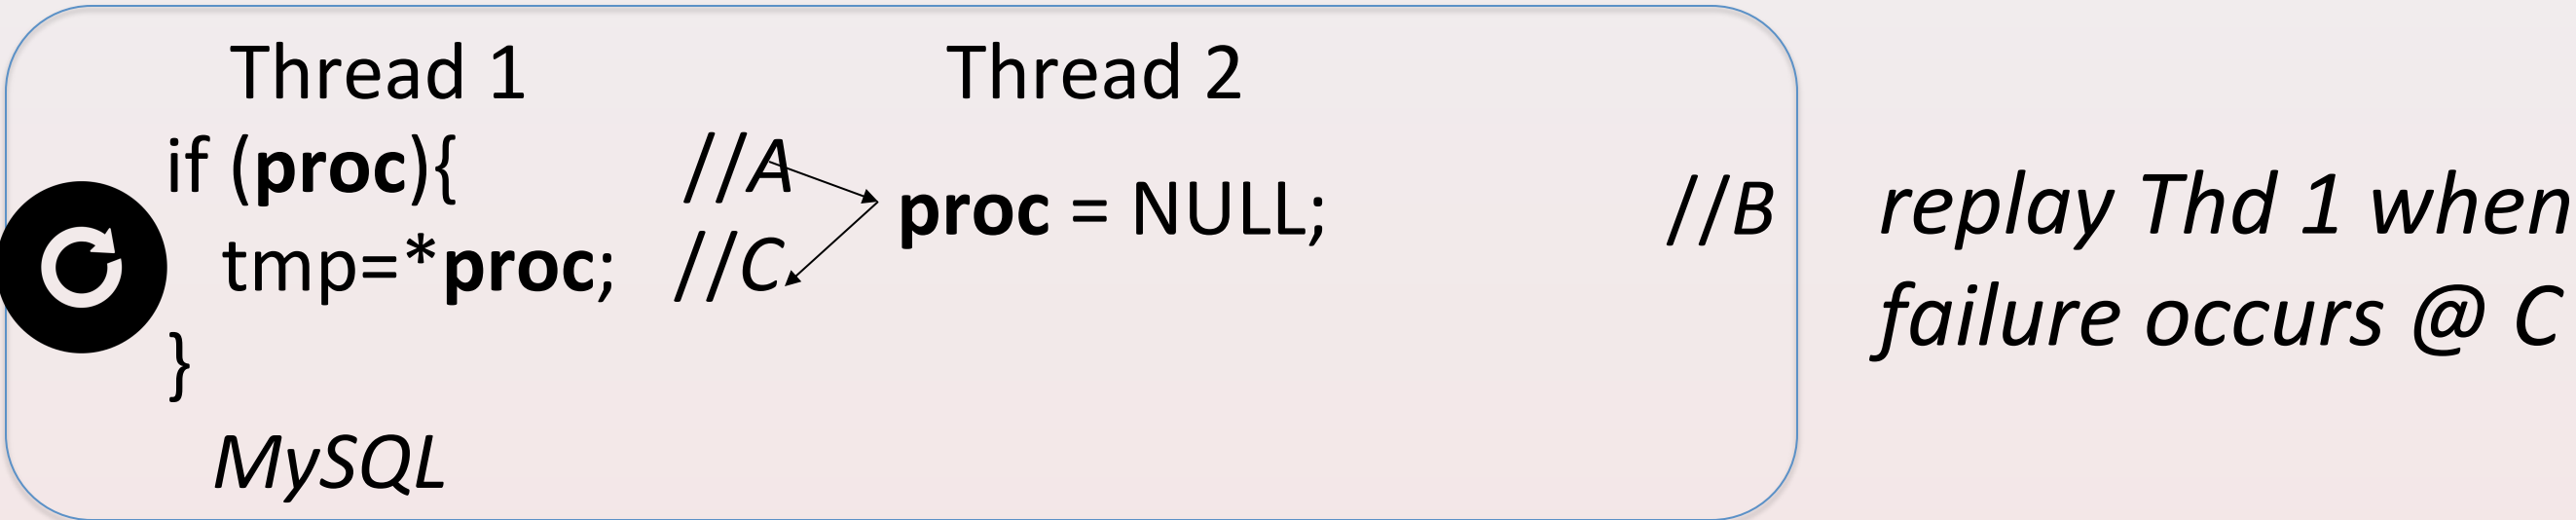 Thread 1 Thread 2
if (proc){ //A
proc = NULL; //B
tmp=*proc; //C
}
MySQL
replay Thd 1 when
failure occurs @ C